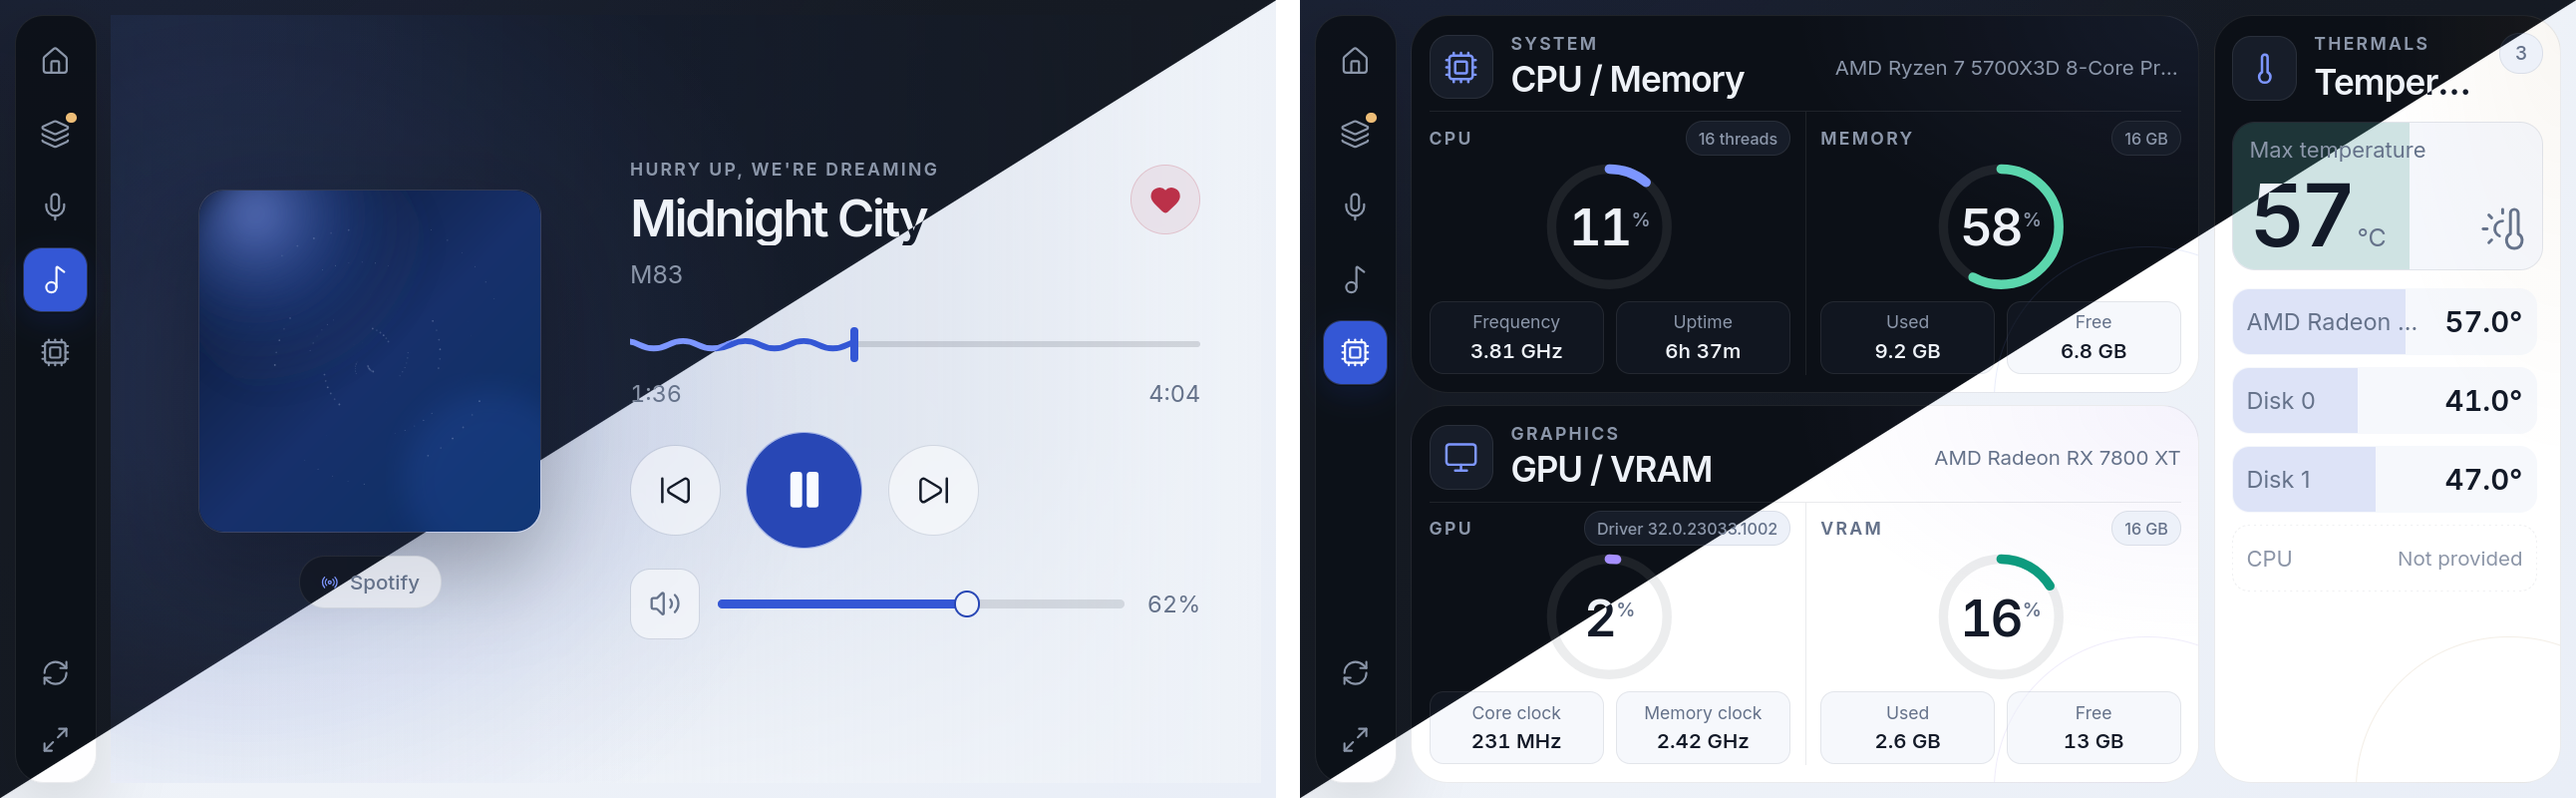 HURRY UP, WE'RE DREAMING
Midnight City
M83
1:36
4:04
Spotify
62%
SYSTEM
CPU / Memory
AMD Ryzen 7 5700X3D 8-Core Pr...
CPU
16 threads
11%
Frequency
3.81 GHz
Uptime
6h 37m
MEMORY
16 GB
58%
Used
9.2 GB
Free
6.8 GB
GRAPHICS
GPU / VRAM
AMD Radeon RX 7800 XT
GPU
Driver 32.0.23033.1002
2%
Core clock
231 MHz
Memory clock
2.42 GHz
VRAM
16 GB
16%
Used
2.6 GB
Free
13 GB
THERMALS
Temper...
3
Max temperature
57 °C
AMD Radeon ... 57.0°
Disk 0 41.0°
Disk 1 47.0°
CPU Not provided